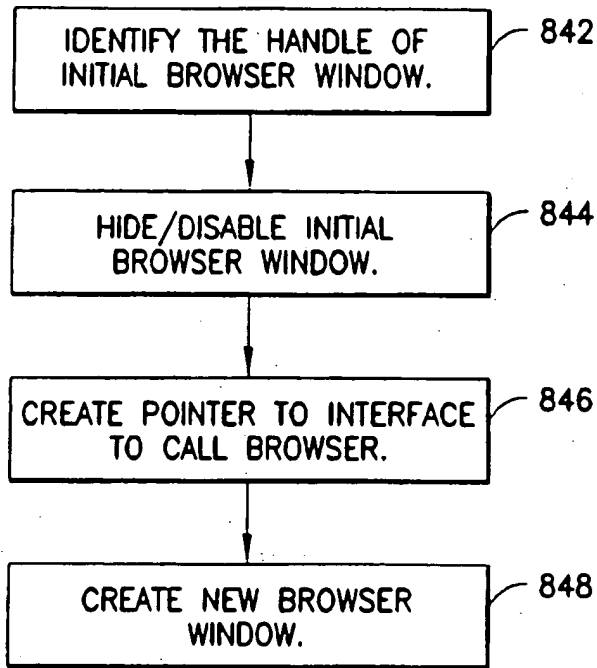 IDENTIFY THE HANDLE OF
INITIAL BROWSER WINDOW.
842
HIDE/DISABLE INITIAL
BROWSER WINDOW.
844
CREATE POINTER TO INTERFACE
TO CALL BROWSER.
846
CREATE NEW BROWSER
WINDOW.
848